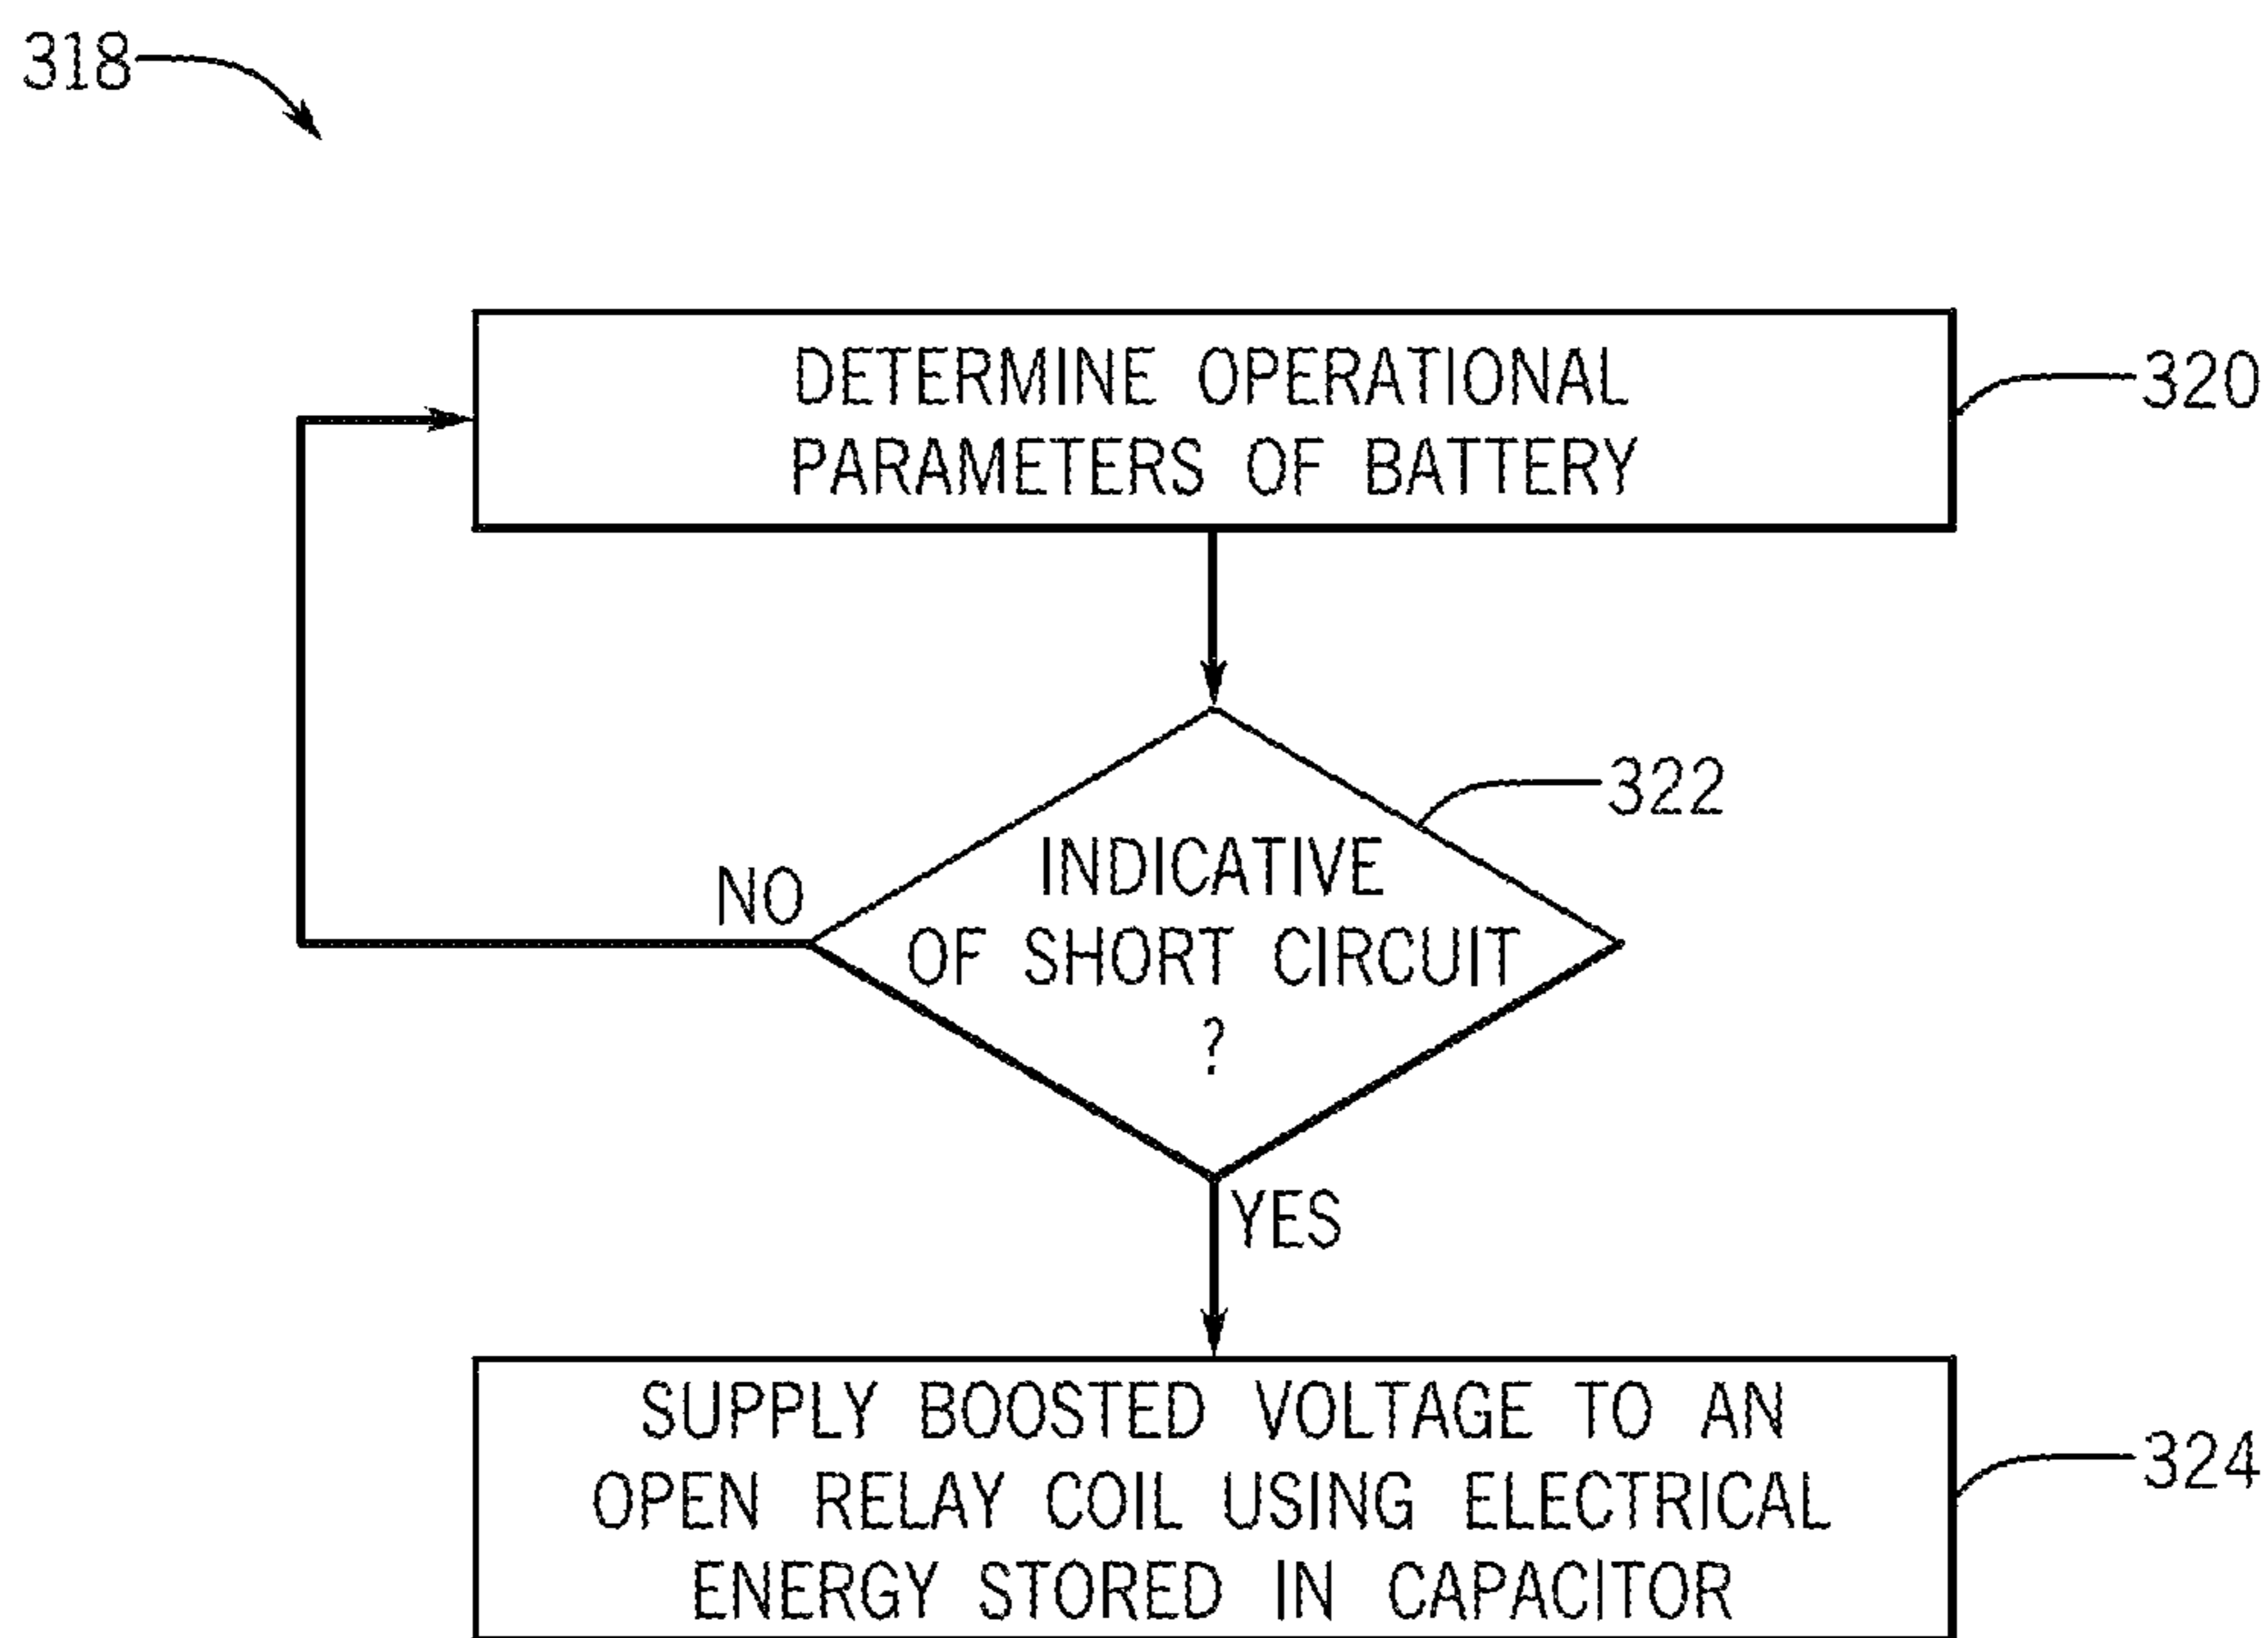 318
DETERMINE OPERATIONAL
PARAMETERS OF BATTERY
320
322
INDICATIVE
OF SHORT CIRCUIT
?
NO
YES
SUPPLY BOOSTED VOLTAGE TO AN
OPEN RELAY COIL USING ELECTRICAL
ENERGY STORED IN CAPACITOR
324